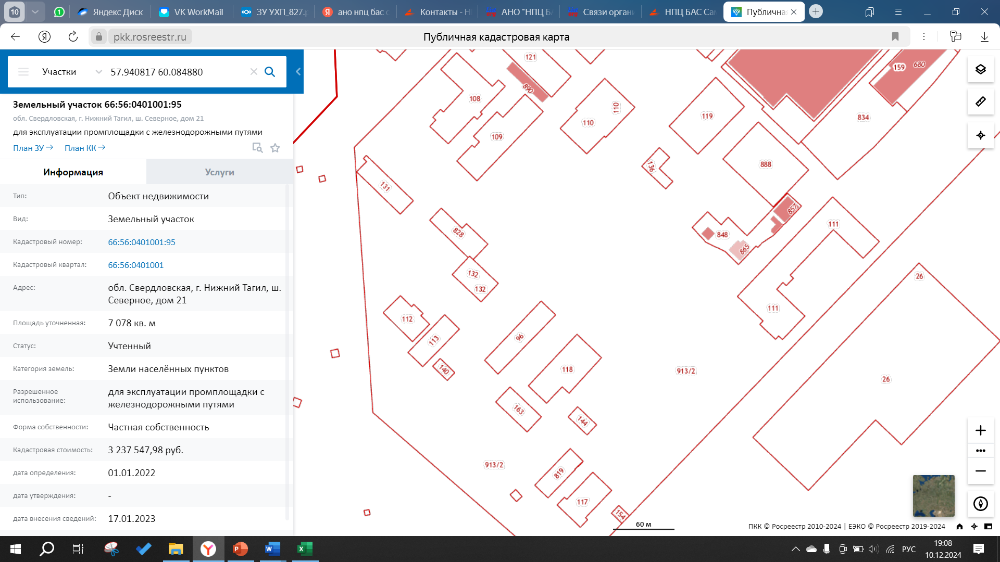 10
1
Яндекс Диск
VK WorkMail
ЗУ УХП_827.
ано нпц бас с
Контакты - Н
АНО "НПЦ Б
Связи органи
НПЦ БАС Са
Публична
pkk.rosreestr.ru
Публичная кадастровая карта
Участки
57.940817 60.084880
Земельный участок 66:56:0401001:95
обл. Свердловская, г. Нижний Тагил, ш. Северное, дом 21
для эксплуатации промплощадки с железнодорожными путями
План ЗУ
План КК
Информация
Услуги
Тип:
Объект недвижимости
Вид:
Земельный участок
Кадастровый номер:
66:56:0401001:95
Кадастровый квартал:
66:56:0401001
Адрес:
обл. Свердловская, г. Нижний Тагил, ш.
Северное, дом 21
Площадь уточненная:
7 078 кв. м
Статус:
Учтенный
Категория земель:
Земли населённых пунктов
Разрешенное
использование:
для эксплуатации промплощадки с
железнодорожными путями
Форма собственности:
Частная собственность
Кадастровая стоимость:
3 237 547,98 руб.
дата определения:
01.01.2022
дата утверждения:
-
дата внесения сведений:
17.01.2023
121
159
680
890
108
110
110
119
834
109
136
888
131
857
111
828
848
865
132
132
26
112
111
113
96
140
118
913/2
26
163
144
913/2
819
117
154
60 м
ПКК © Росреестр 2010-2024 | ЕЭКО © Росреестр 2019-2024
РУС
19:08
10.12.2024